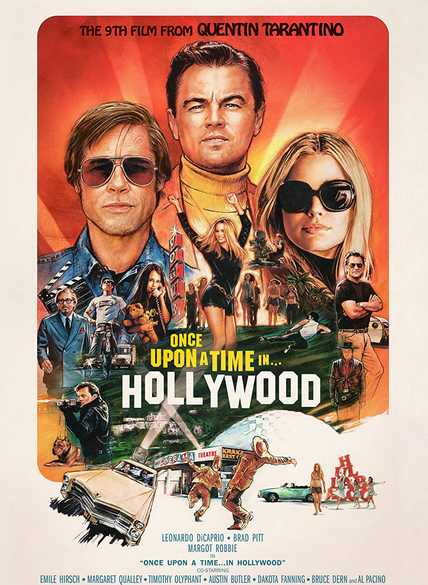 THE 9TH FILM FROM QUENTIN TARANTINO
ONCE
UPON A TIME IN...
HOLLYWOOD
THEATRE
LEONARDO DiCAPRIO • BRAD PITT
MARGOT ROBBIE
IN
"ONCE UPON A TIME...IN HOLLYWOOD"
CO-STARRING
EMILE HIRSCH • MARGARET QUALLEY • TIMOTHY OLYPHANT • AUSTIN BUTLER • DAKOTA FANNING • BRUCE DERN and AL PACINO